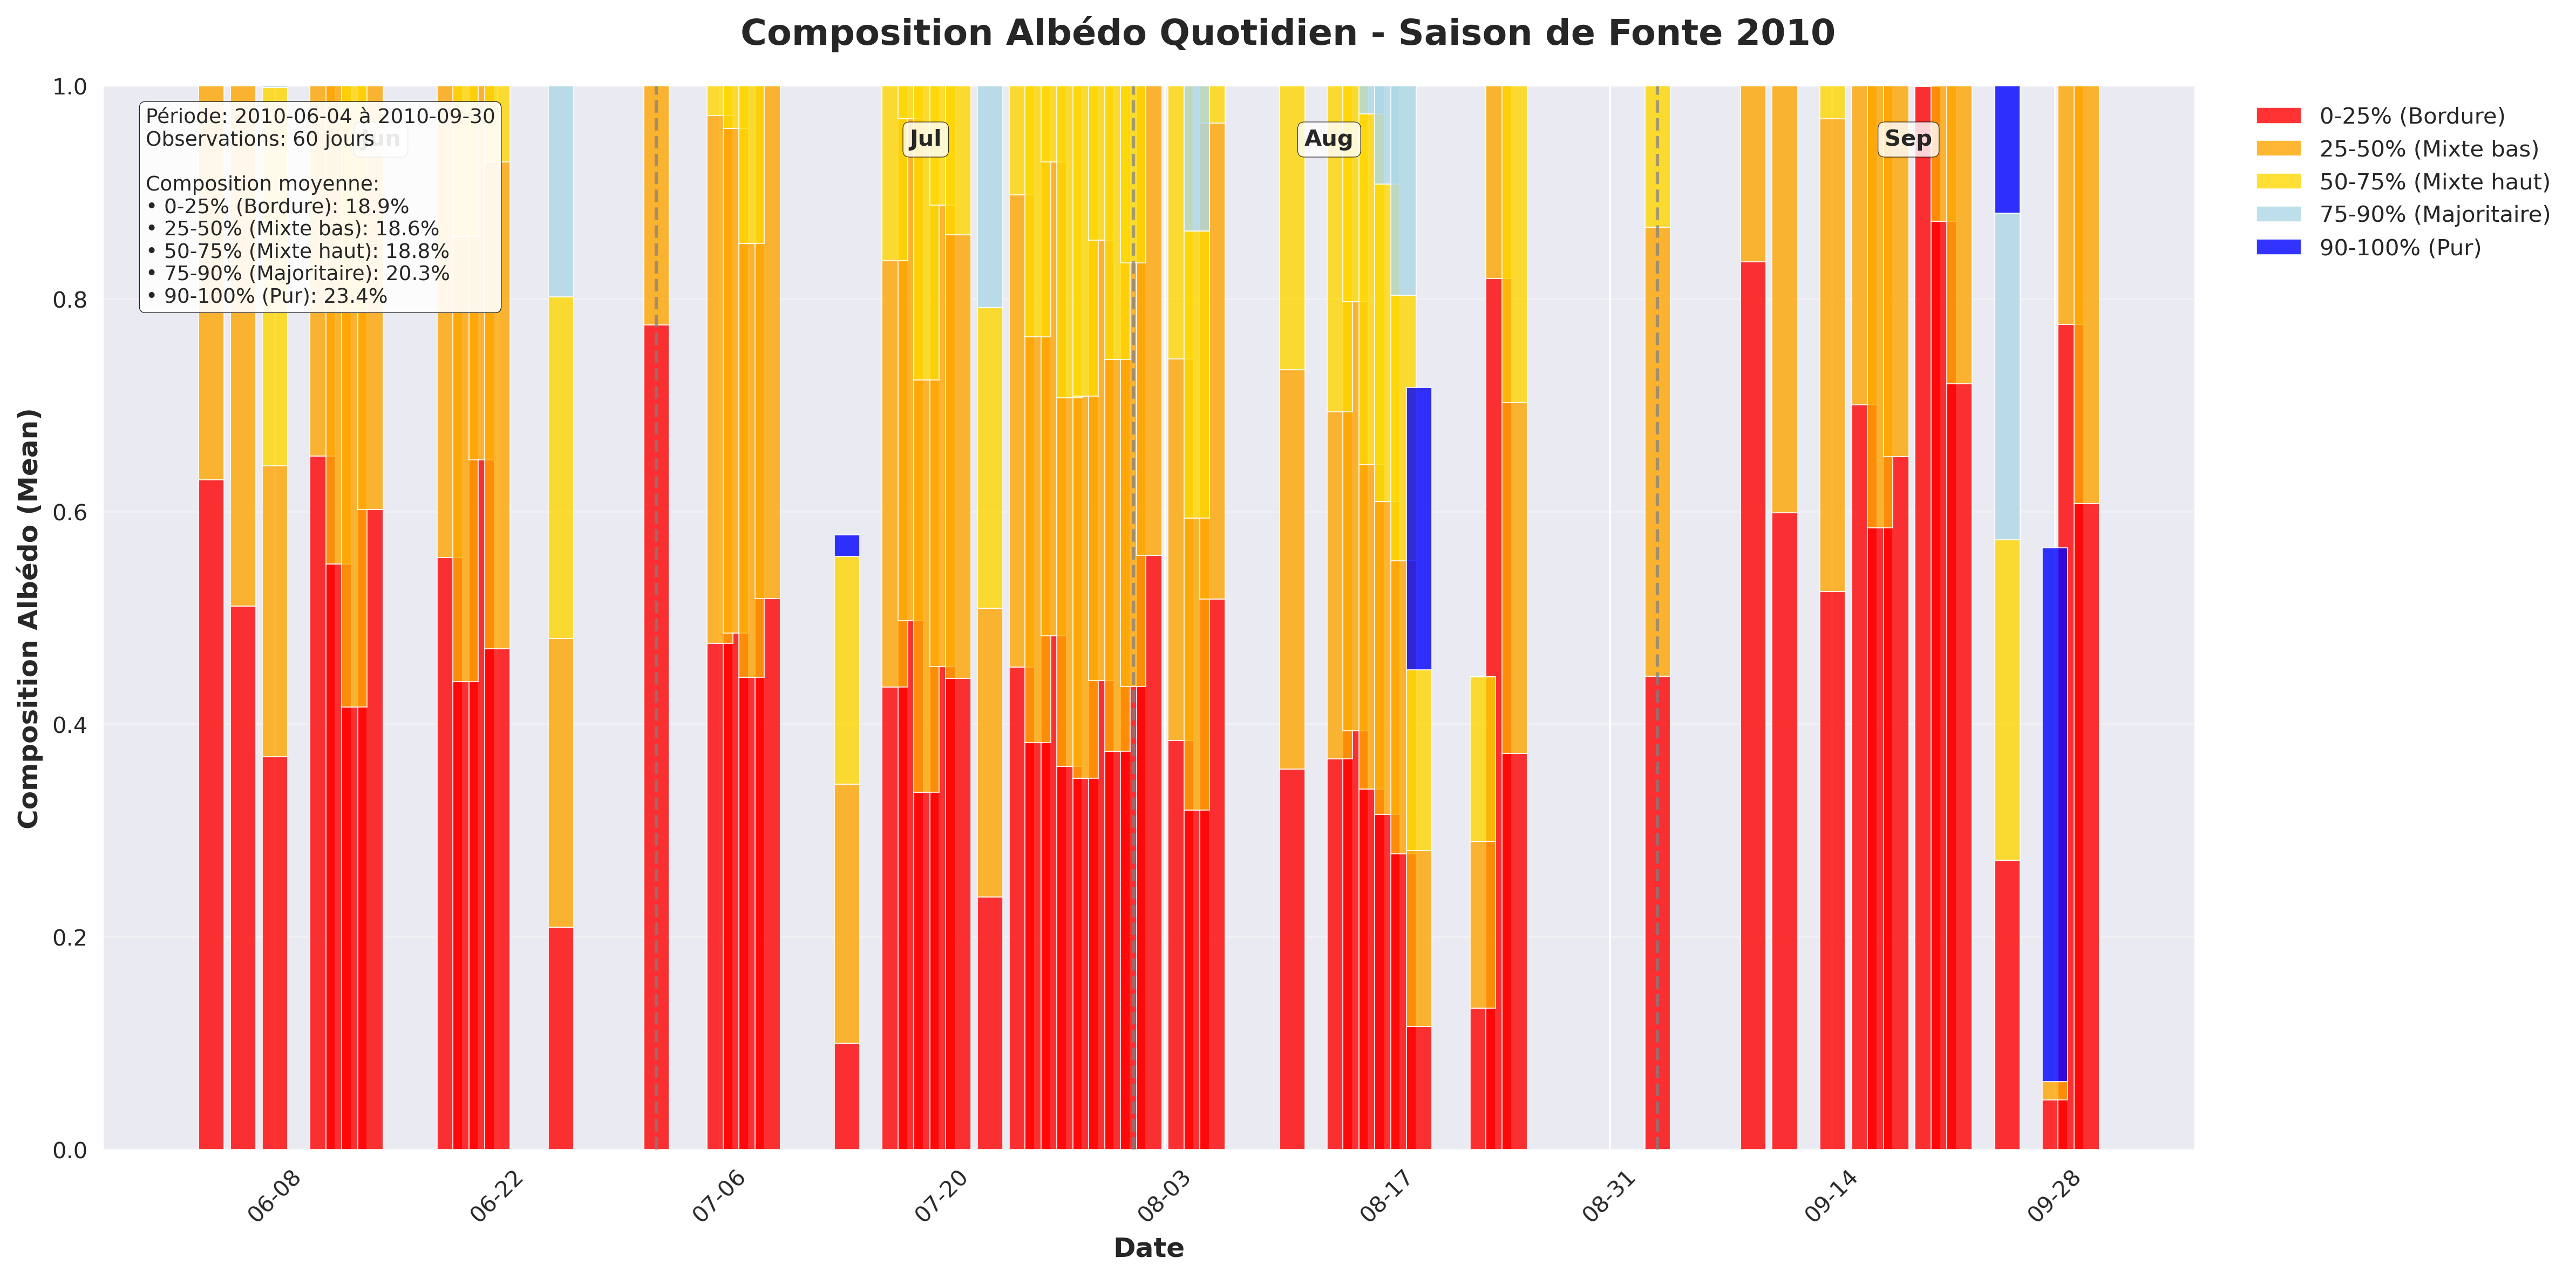 Composition Albédo Quotidien - Saison de Fonte 2010
Composition Albédo (Mean)
1.0
0.8
0.6
0.4
0.2
0.0
Période: 2010-06-04 à 2010-09-30
Observations: 60 jours
Composition moyenne:
• 0-25% (Bordure): 18.9%
• 25-50% (Mixte bas): 18.6%
• 50-75% (Mixte haut): 18.8%
• 75-90% (Majoritaire): 20.3%
• 90-100% (Pur): 23.4%
Jun
Jul
Aug
Sep
0-25% (Bordure)
25-50% (Mixte bas)
50-75% (Mixte haut)
75-90% (Majoritaire)
90-100% (Pur)
06-08
06-22
07-06
07-20
08-03
08-17
08-31
09-14
09-28
Date